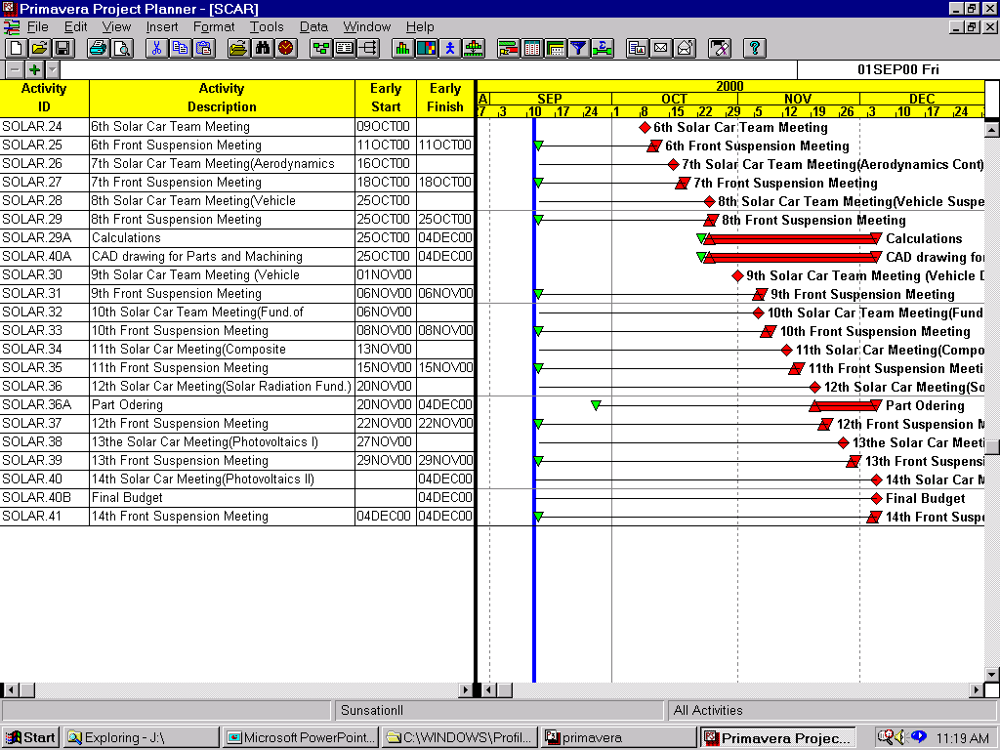 Primavera Project Planner - [SCAR]
File Edit View Insert Format Tools Data Window Help
01SEP00 Fri
Activity ID Activity Description Early Start Early Finish
2000
A SEP OCT NOV DEC
27 3 10 17 24 1 8 15 22 29 5 12 19 26 3 10 17 24
SOLAR.24 6th Solar Car Team Meeting 09OCT00 6th Solar Car Team Meeting
SOLAR.25 6th Front Suspension Meeting 11OCT00 11OCT00 6th Front Suspension Meeting
SOLAR.26 7th Solar Car Team Meeting(Aerodynamics 16OCT00 7th Solar Car Team Meeting(Aerodynamics Cont)
SOLAR.27 7th Front Suspension Meeting 18OCT00 18OCT00 7th Front Suspension Meeting
SOLAR.28 8th Solar Car Team Meeting(Vehicle 25OCT00 8th Solar Car Team Meeting(Vehicle Suspe
SOLAR.29 8th Front Suspension Meeting 25OCT00 25OCT00 8th Front Suspension Meeting
SOLAR.29A Calculations 25OCT00 04DEC00 Calculations
SOLAR.40A CAD drawing for Parts and Machining 25OCT00 04DEC00 CAD drawing fo
SOLAR.30 9th Solar Car Team Meeting (Vehicle 01NOV00 9th Solar Car Team Meeting (Vehicle D
SOLAR.31 9th Front Suspension Meeting 06NOV00 06NOV00 9th Front Suspension Meeting
SOLAR.32 10th Solar Car Team Meeting(Fund.of 06NOV00 10th Solar Car Team Meeting(Fund
SOLAR.33 10th Front Suspension Meeting 08NOV00 08NOV00 10th Front Suspension Meeting
SOLAR.34 11th Solar Car Meeting(Composite 13NOV00 11th Solar Car Meeting(Compo
SOLAR.35 11th Front Suspension Meeting 15NOV00 15NOV00 11th Front Suspension Meeti
SOLAR.36 12th Solar Car Meeting(Solar Radiation Fund.) 20NOV00 12th Solar Car Meeting(So
SOLAR.36A Part Odering 20NOV00 04DEC00 Part Odering
SOLAR.37 12th Front Suspension Meeting 22NOV00 22NOV00 12th Front Suspension M
SOLAR.38 13the Solar Car Meeting(Photovoltaics I) 27NOV00 13the Solar Car Meeti
SOLAR.39 13th Front Suspension Meeting 29NOV00 29NOV00 13th Front Suspensi
SOLAR.40 14th Solar Car Meeting(Photovoltaics II) 04DEC00 14th Solar Car M
SOLAR.40B Final Budget 04DEC00 Final Budget
SOLAR.41 14th Front Suspension Meeting 04DEC00 04DEC00 14th Front Suspe
SunsationII All Activities
Start Exploring - J:\ Microsoft PowerPoint... C:\WINDOWS\Profil... primavera Primavera Projec... 11:19 AM